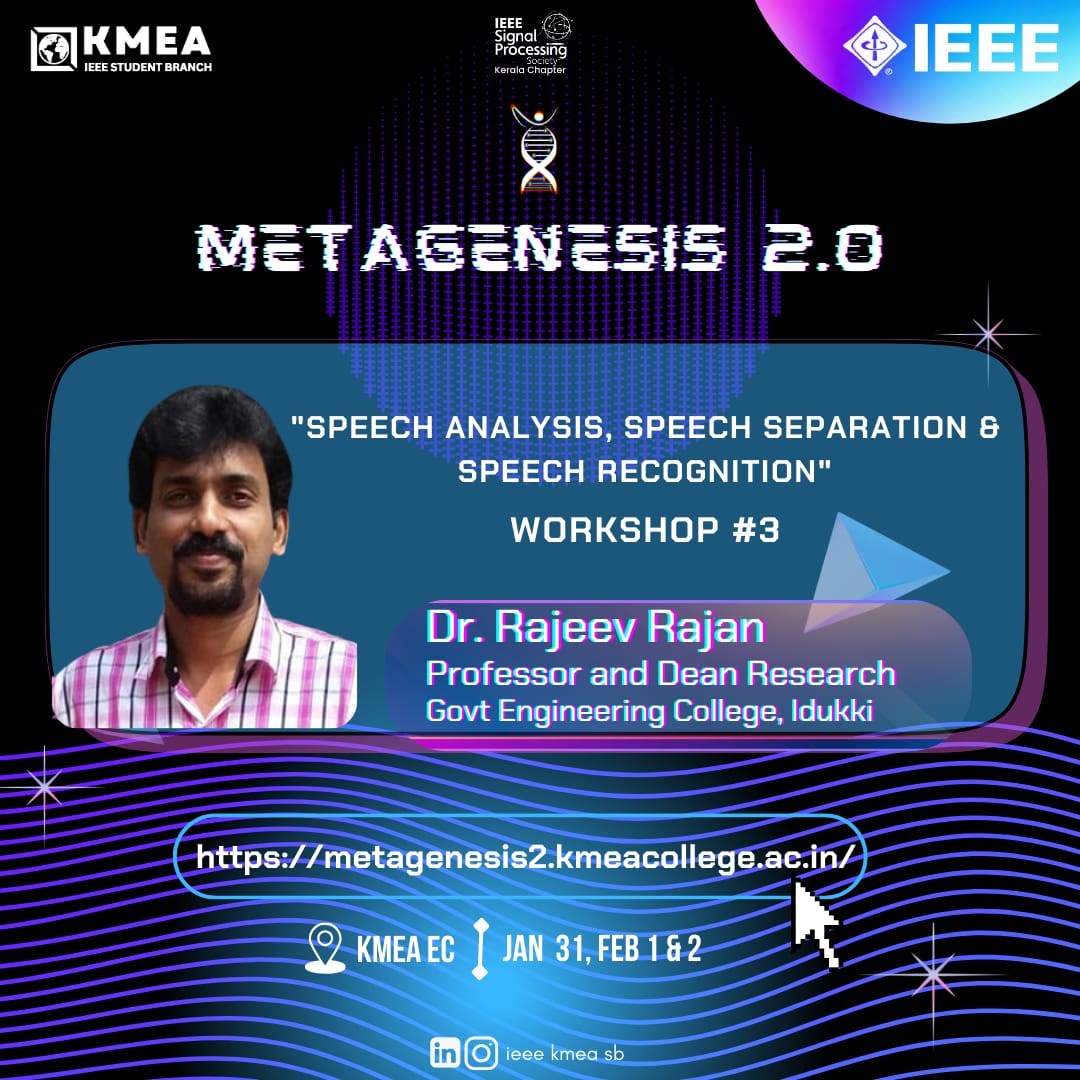 KMEA
IEEE STUDENT BRANCH
IEEE
Signal
Processing
Society
Kerala Chapter
IEEE
®
METAGENESIS 2.0
"SPEECH ANALYSIS, SPEECH SEPARATION &
SPEECH RECOGNITION"
WORKSHOP #3
Dr. Rajeev Rajan
Professor and Dean Research
Govt Engineering College, Idukki
https://metagenesis2.kmeacollege.ac.in/
KMEA EC JAN 31, FEB 1 & 2
in ieee kmea sb